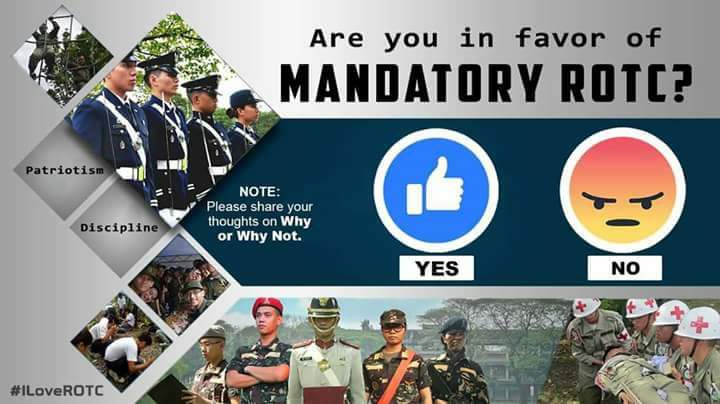 Are you in favor of
MANDATORY ROTC?
Patriotism
Discipline
NOTE:
Please share your
thoughts on Why
or Why Not.
YES
NO
#ILoveROTC